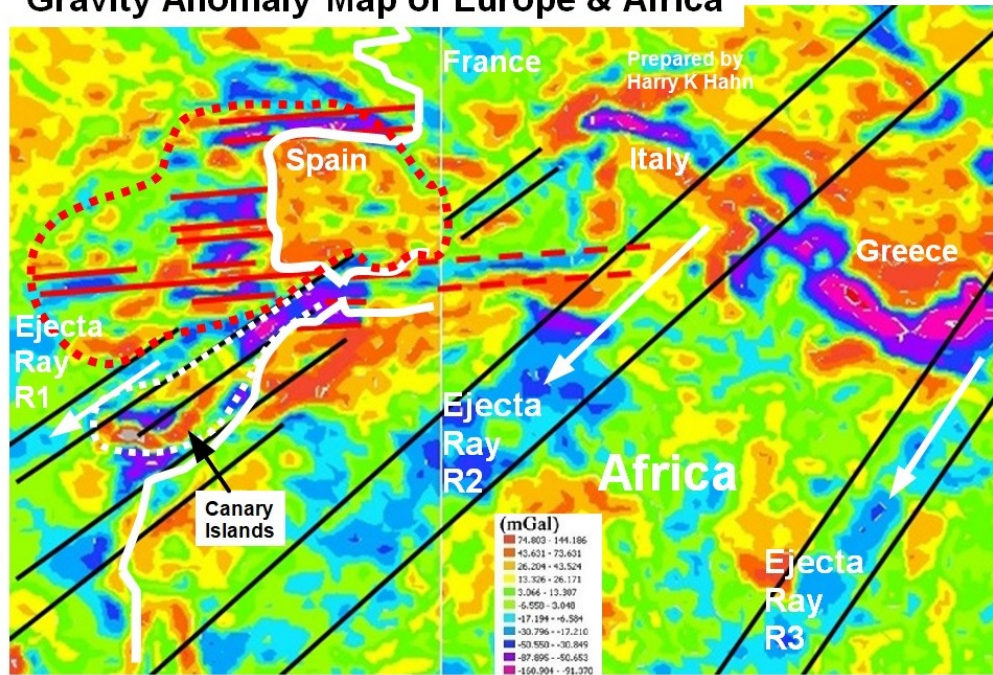 Gravity Anomaly Map of Europe & Africa
France
Prepared by
Harry K Hahn
Spain
Italy
Greece
Ejecta
Ray
R1
Ejecta
Ray
R2
Africa
Canary
Islands
(mGal)
74.803 - 144.186
43.631 - 73.631
26.204 - 43.524
13.326 - 26.171
3.066 - 13.307
-6.558 - 3.048
-17.194 - -6.584
-30.796 - -17.210
-50.550 - -30.849
-87.895 - -50.653
-160.904 - -91.370
Ejecta
Ray
R3